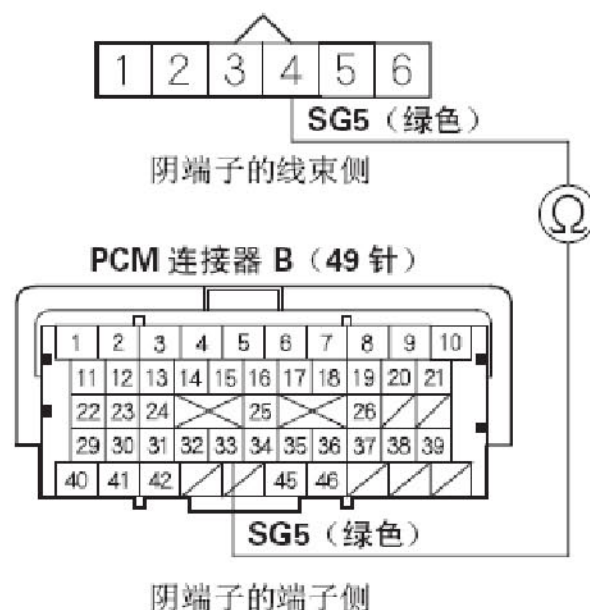 1 2 3 4 5 6
SG5（绿色）
阴端子的线束侧
Ω
PCM 连接器 B（49 针）
1 2 3 4 5 6 7 8 9 10
11 12 13 14 15 16 17 18 19 20 21
22 23 24 25 26
29 30 31 32 33 34 35 36 37 38 39
40 41 42 45 46
SG5（绿色）
阴端子的端子侧